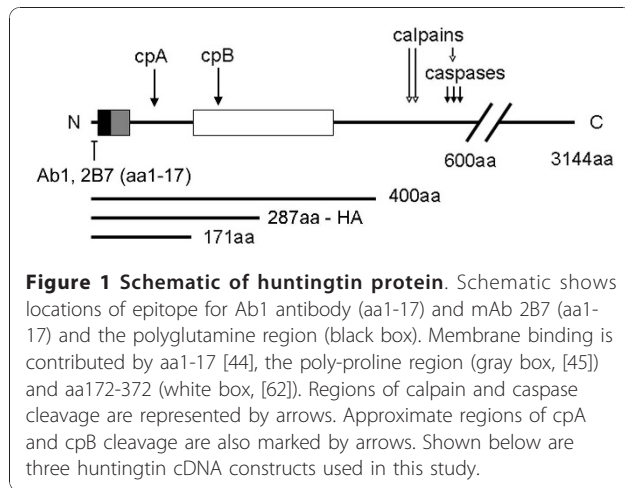 calpains
cpA
cpB
caspases
N
C
600aa
3144aa
Ab1, 2B7 (aa1-17)
400aa
287aa - HA
171aa
Figure 1 Schematic of huntingtin protein. Schematic shows
locations of epitope for Ab1 antibody (aa1-17) and mAb 2B7 (aa1-
17) and the polyglutamine region (black box). Membrane binding is
contributed by aa1-17 [44], the poly-proline region (gray box, [45])
and aa172-372 (white box, [62]). Regions of calpain and caspase
cleavage are represented by arrows. Approximate regions of cpA
and cpB cleavage are also marked by arrows. Shown below are
three huntingtin cDNA constructs used in this study.